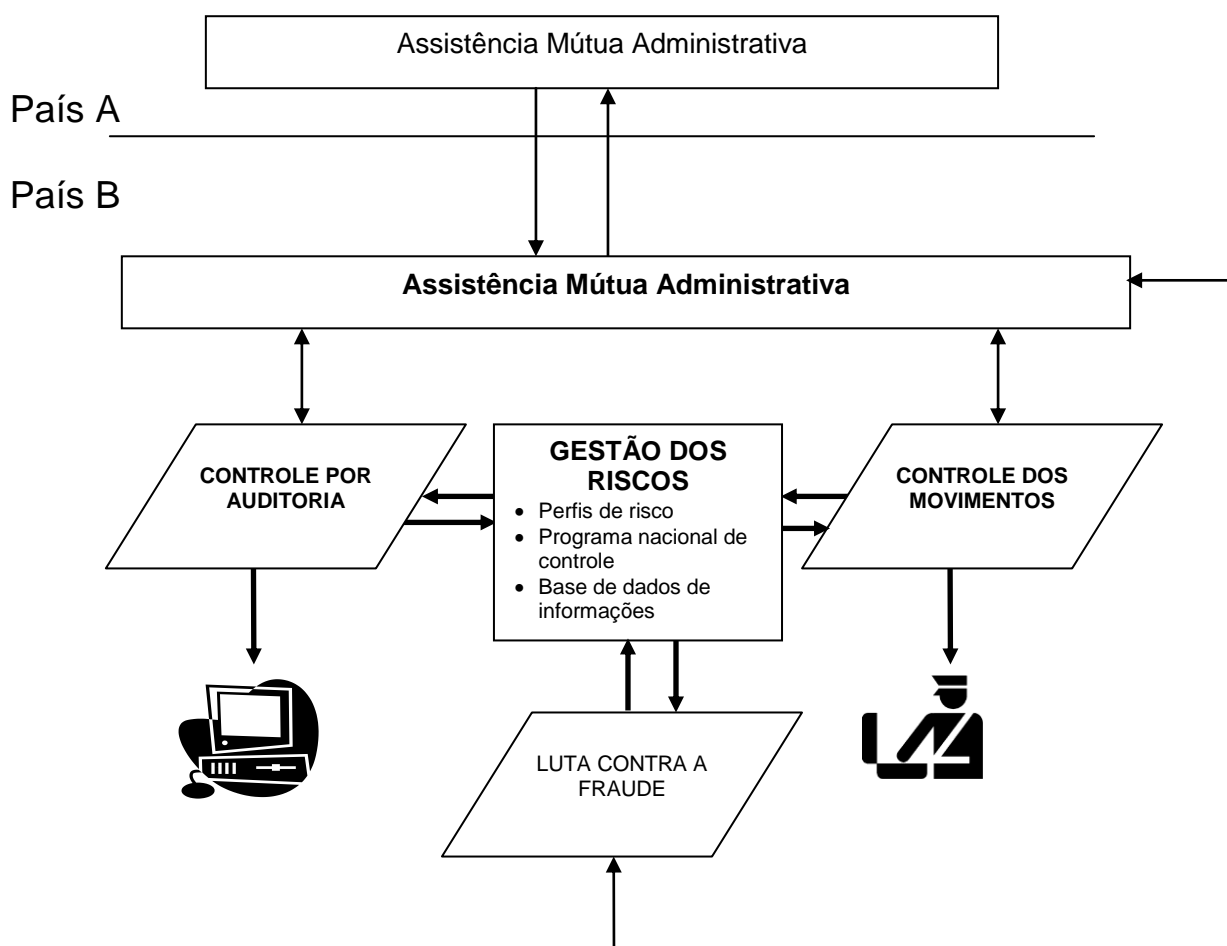 Assistência Mútua Administrativa
País A
País B
Assistência Mútua Administrativa
CONTROLE POR
AUDITORIA
GESTÃO DOS
RISCOS
• Perfis de risco
• Programa nacional de
controle
• Base de dados de
informações
CONTROLE DOS
MOVIMENTOS
LUTA CONTRA A
FRAUDE